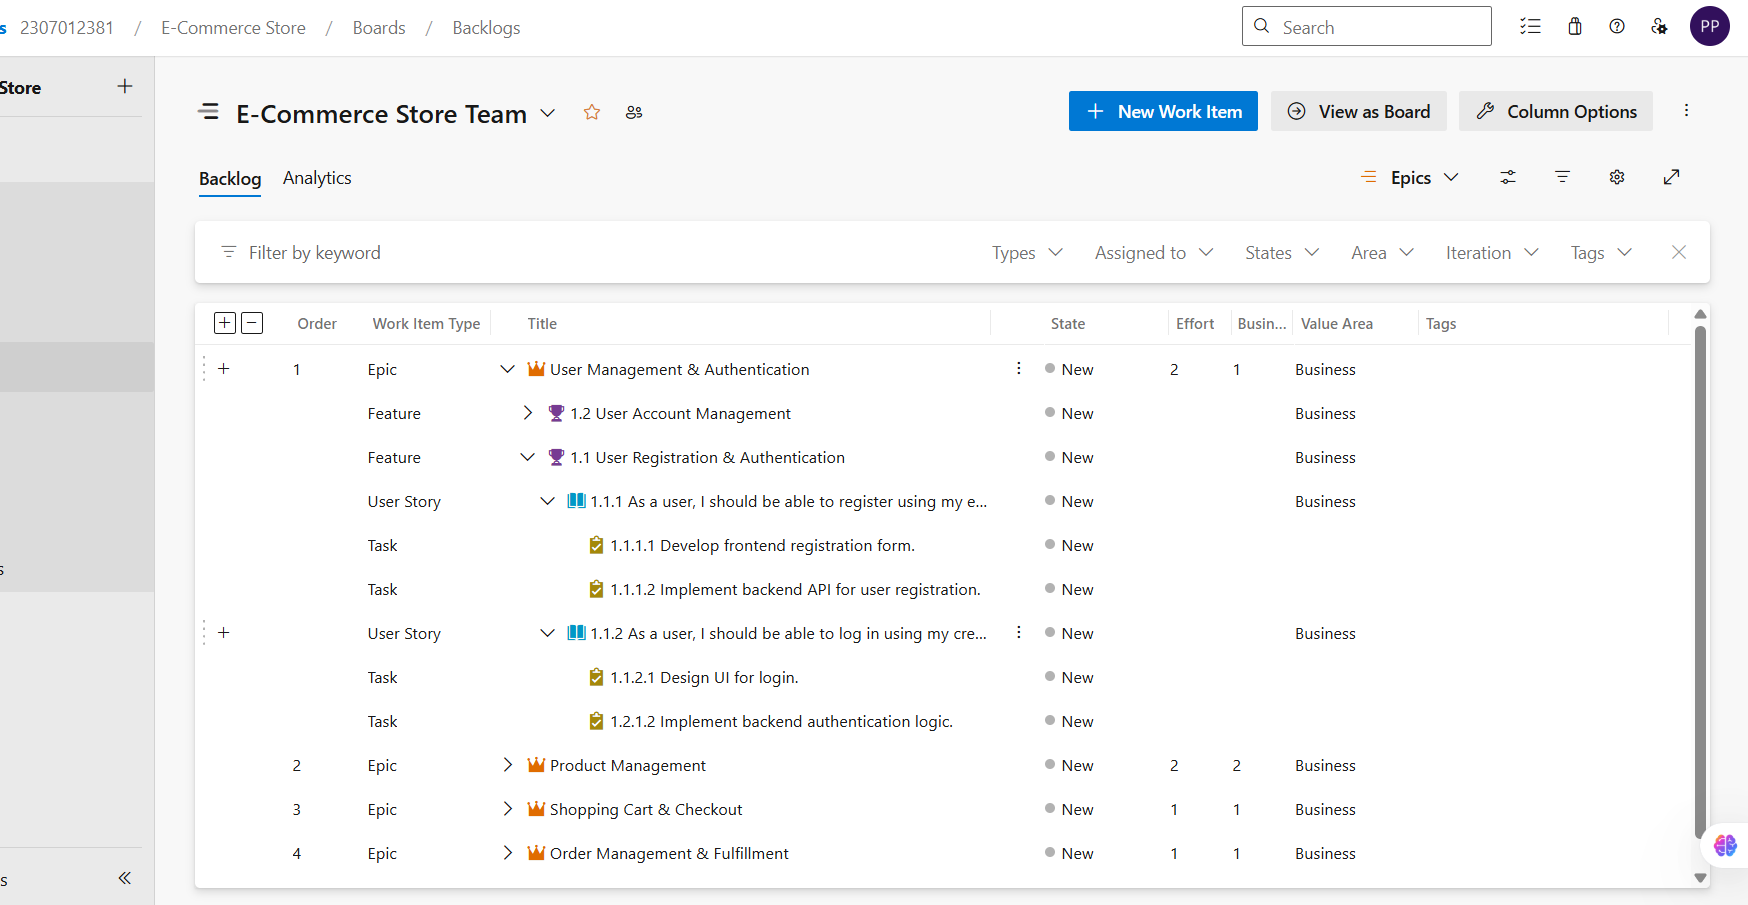 s 2307012381 / E-Commerce Store / Boards / Backlogs
Search
PP
Store
E-Commerce Store Team
New Work Item
View as Board
Column Options
Backlog
Analytics
Epics
Filter by keyword
Types
Assigned to
States
Area
Iteration
Tags
Order Work Item Type Title State Effort Busin... Value Area Tags
1 Epic User Management & Authentication New 2 1 Business
Feature 1.2 User Account Management New Business
Feature 1.1 User Registration & Authentication New Business
User Story 1.1.1 As a user, I should be able to register using my e... New Business
Task 1.1.1.1 Develop frontend registration form. New
s
Task 1.1.1.2 Implement backend API for user registration. New
User Story 1.1.2 As a user, I should be able to log in using my cre... New Business
Task 1.1.2.1 Design UI for login. New
Task 1.2.1.2 Implement backend authentication logic. New
2 Epic Product Management New 2 2 Business
3 Epic Shopping Cart & Checkout New 1 1 Business
4 Epic Order Management & Fulfillment New 1 1 Business
s